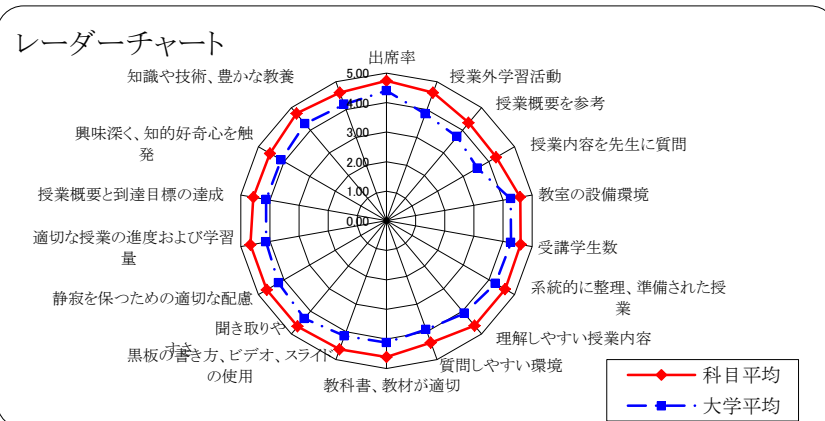 レーダーチャート
出席率
授業外学習活動
授業概要を参考
授業内容を先生に質問
教室の設備環境
受講学生数
系統的に整理、準備された授
業
理解しやすい授業内容
質問しやすい環境
教科書、教材が適切
黒板の書き方、ビデオ、スライド
の使用
聞き取りや
すさ
静寂を保つための適切な配慮
適切な授業の進度および学習
量
授業概要と到達目標の達成
興味深く、知的好奇心を触
発
知識や技術、豊かな教養
5.00
4.00
3.00
2.00
1.00
0.00
科目平均
大学平均